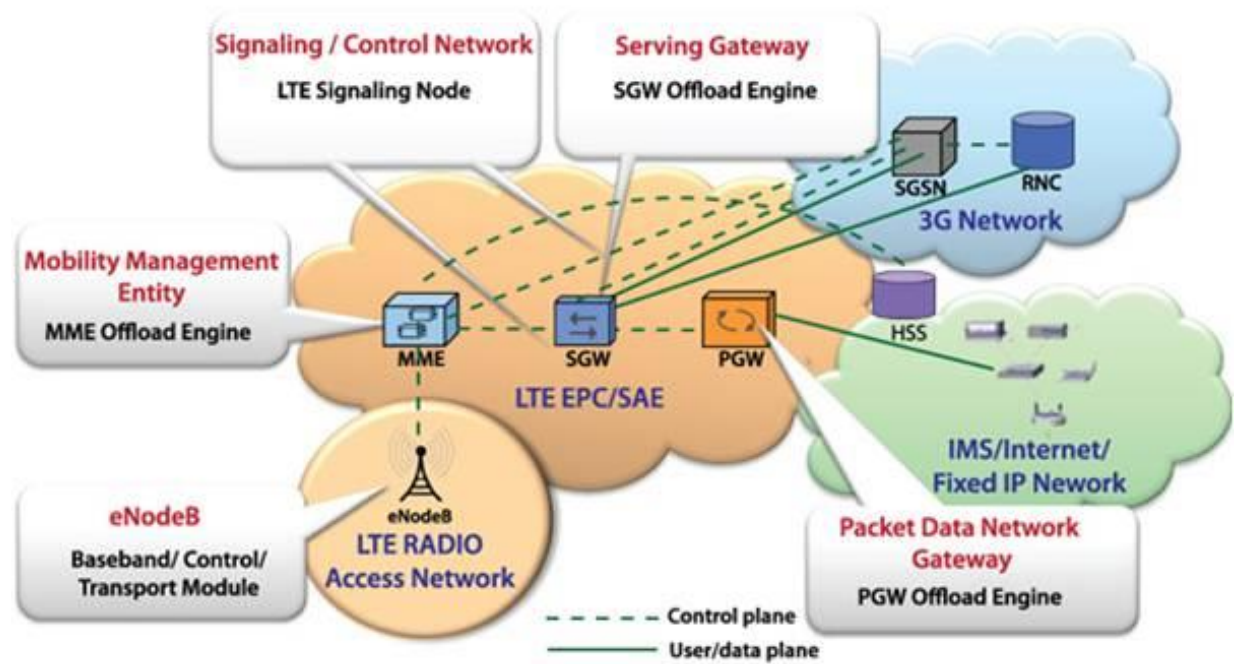 Signaling / Control Network
LTE Signaling Node
Serving Gateway
SGW Offload Engine
SGSN
RNC
3G Network
Mobility Management
Entity
MME Offload Engine
MME
SGW
PGW
HSS
LTE EPC/SAE
IMS/Internet/
Fixed IP Nework
eNodeB
Baseband/ Control/
Transport Module
eNodeB
LTE RADIO
Access Network
Packet Data Network
Gateway
PGW Offload Engine
Control plane
User/data plane